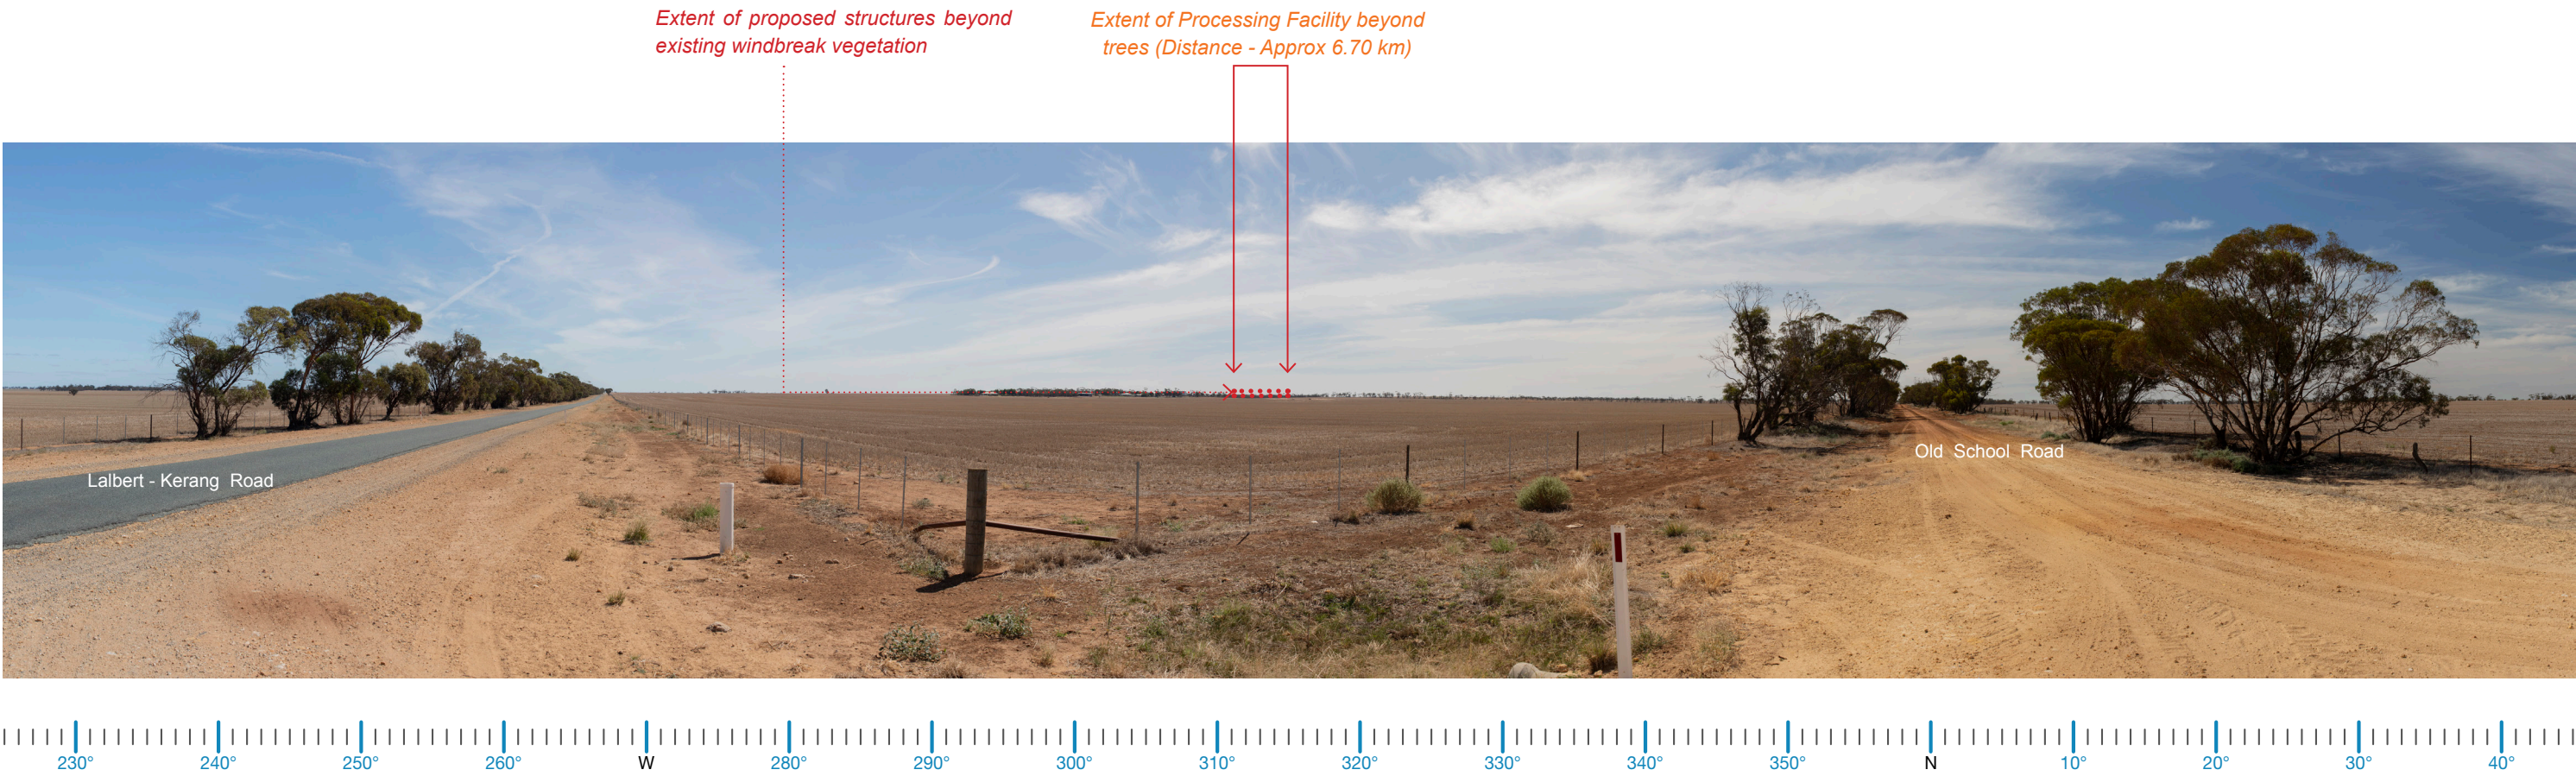 Extent of proposed structures beyond
existing windbreak vegetation
Extent of Processing Facility beyond
trees (Distance - Approx 6.70 km)
Lalbert - Kerang Road
Old School Road
230° 240° 250° 260° W 280° 290° 300° 310° 320° 330° 340° 350° N 10° 20° 30° 40°